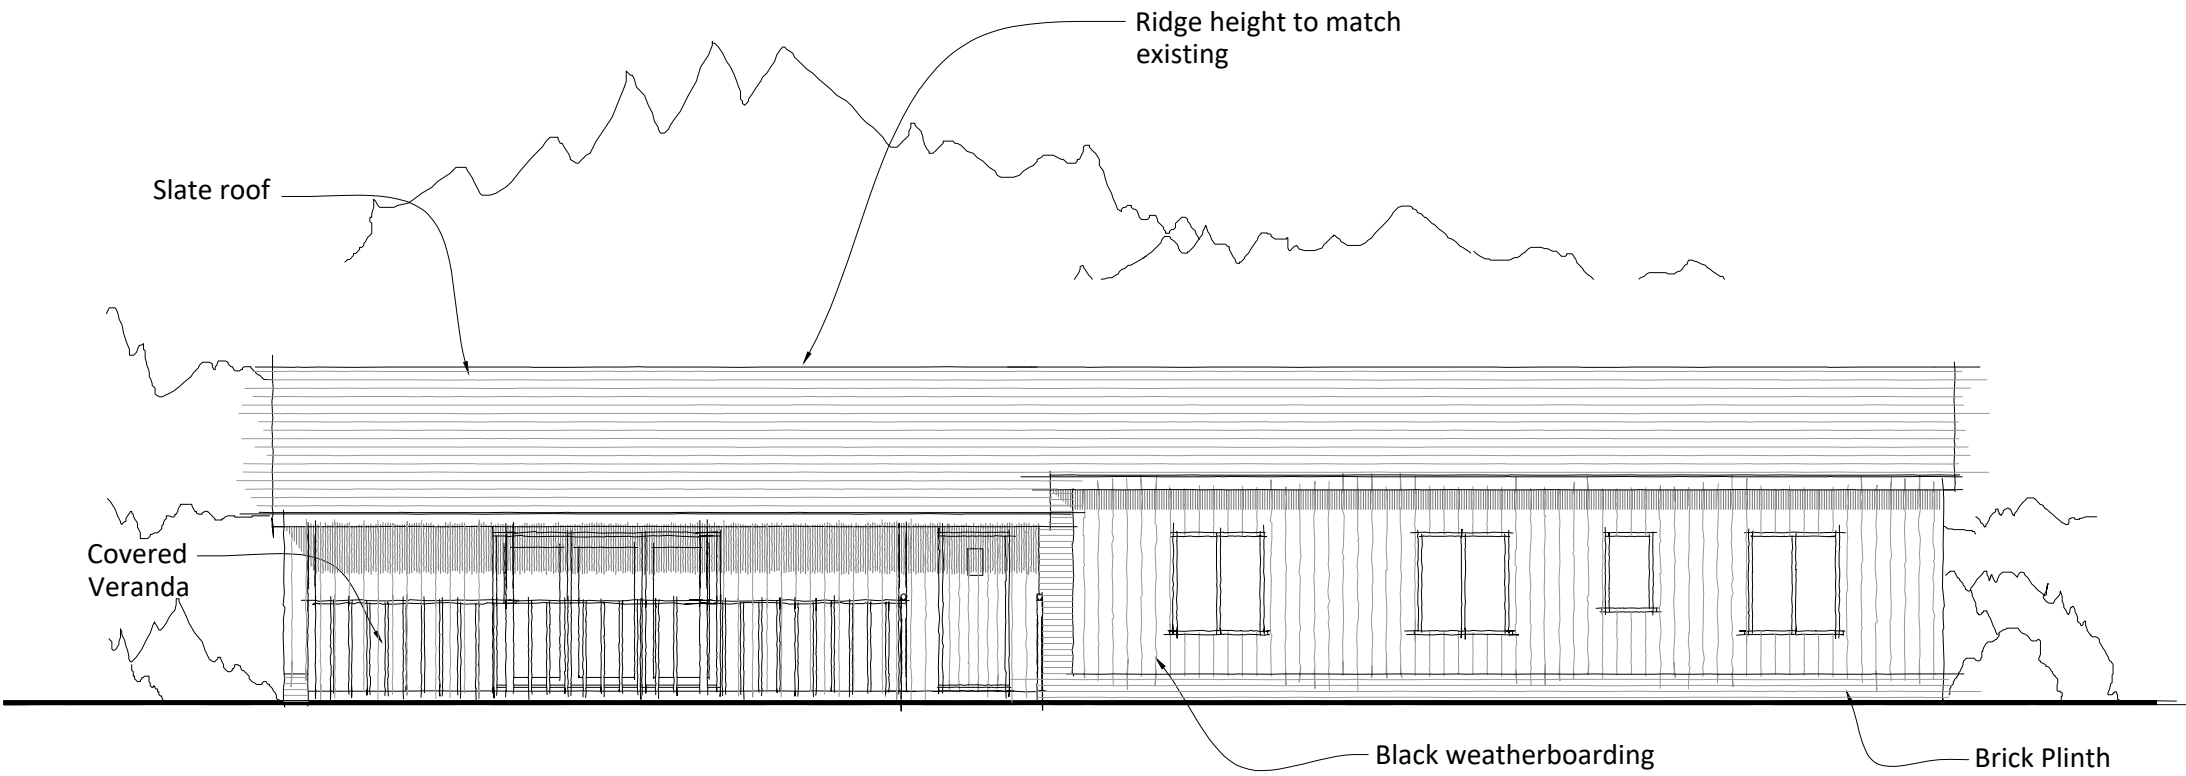 Ridge height to match
existing
Slate roof
Covered
Veranda
Black weatherboarding
Brick Plinth